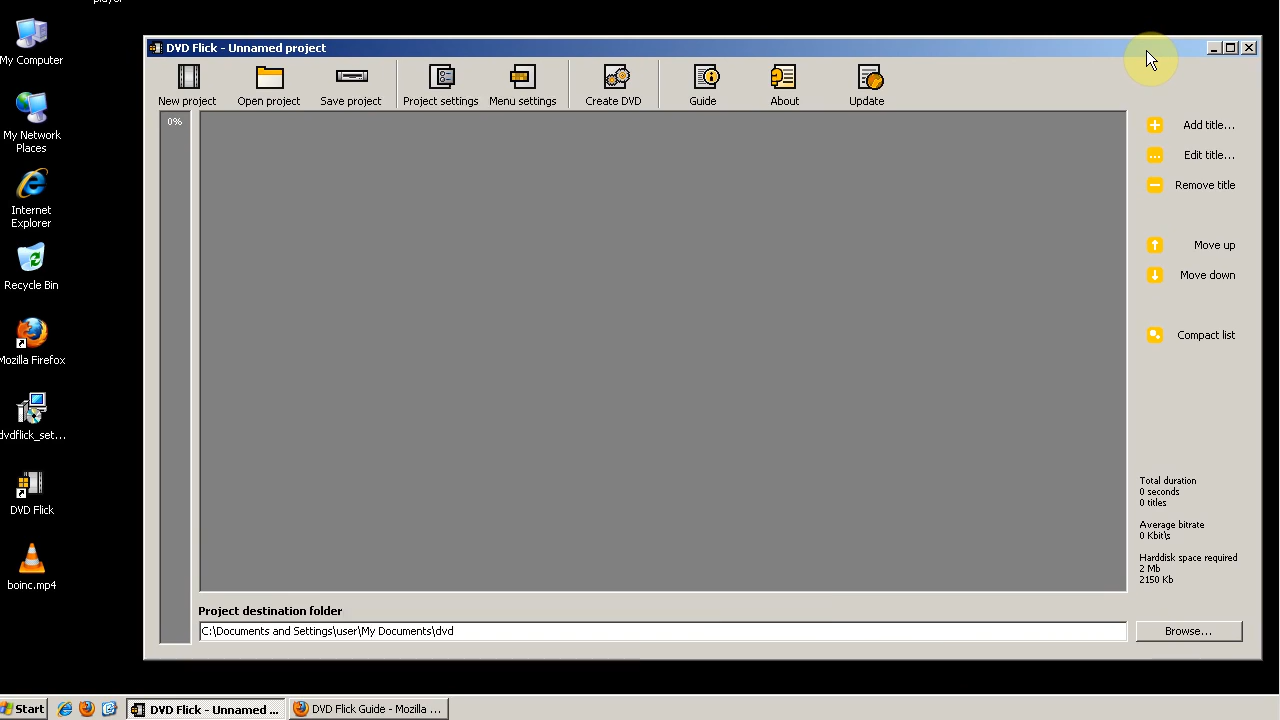 player
My Computer
My Network
Places
Internet
Explorer
Recycle Bin
Mozilla Firefox
dvdflick_set...
DVD Flick
boinc.mp4
DVD Flick - Unnamed project
New project
Open project
Save project
Project settings
Menu settings
Create DVD
Guide
About
Update
0%
Add title...
Edit title...
Remove title
Move up
Move down
Compact list
Total duration
0 seconds
0 titles
Average bitrate
0 Kbit\s
Harddisk space required
2 Mb
2150 Kb
Project destination folder
C:\Documents and Settings\user\My Documents\dvd
Browse...
Start
DVD Flick - Unnamed ...
DVD Flick Guide - Mozilla ...